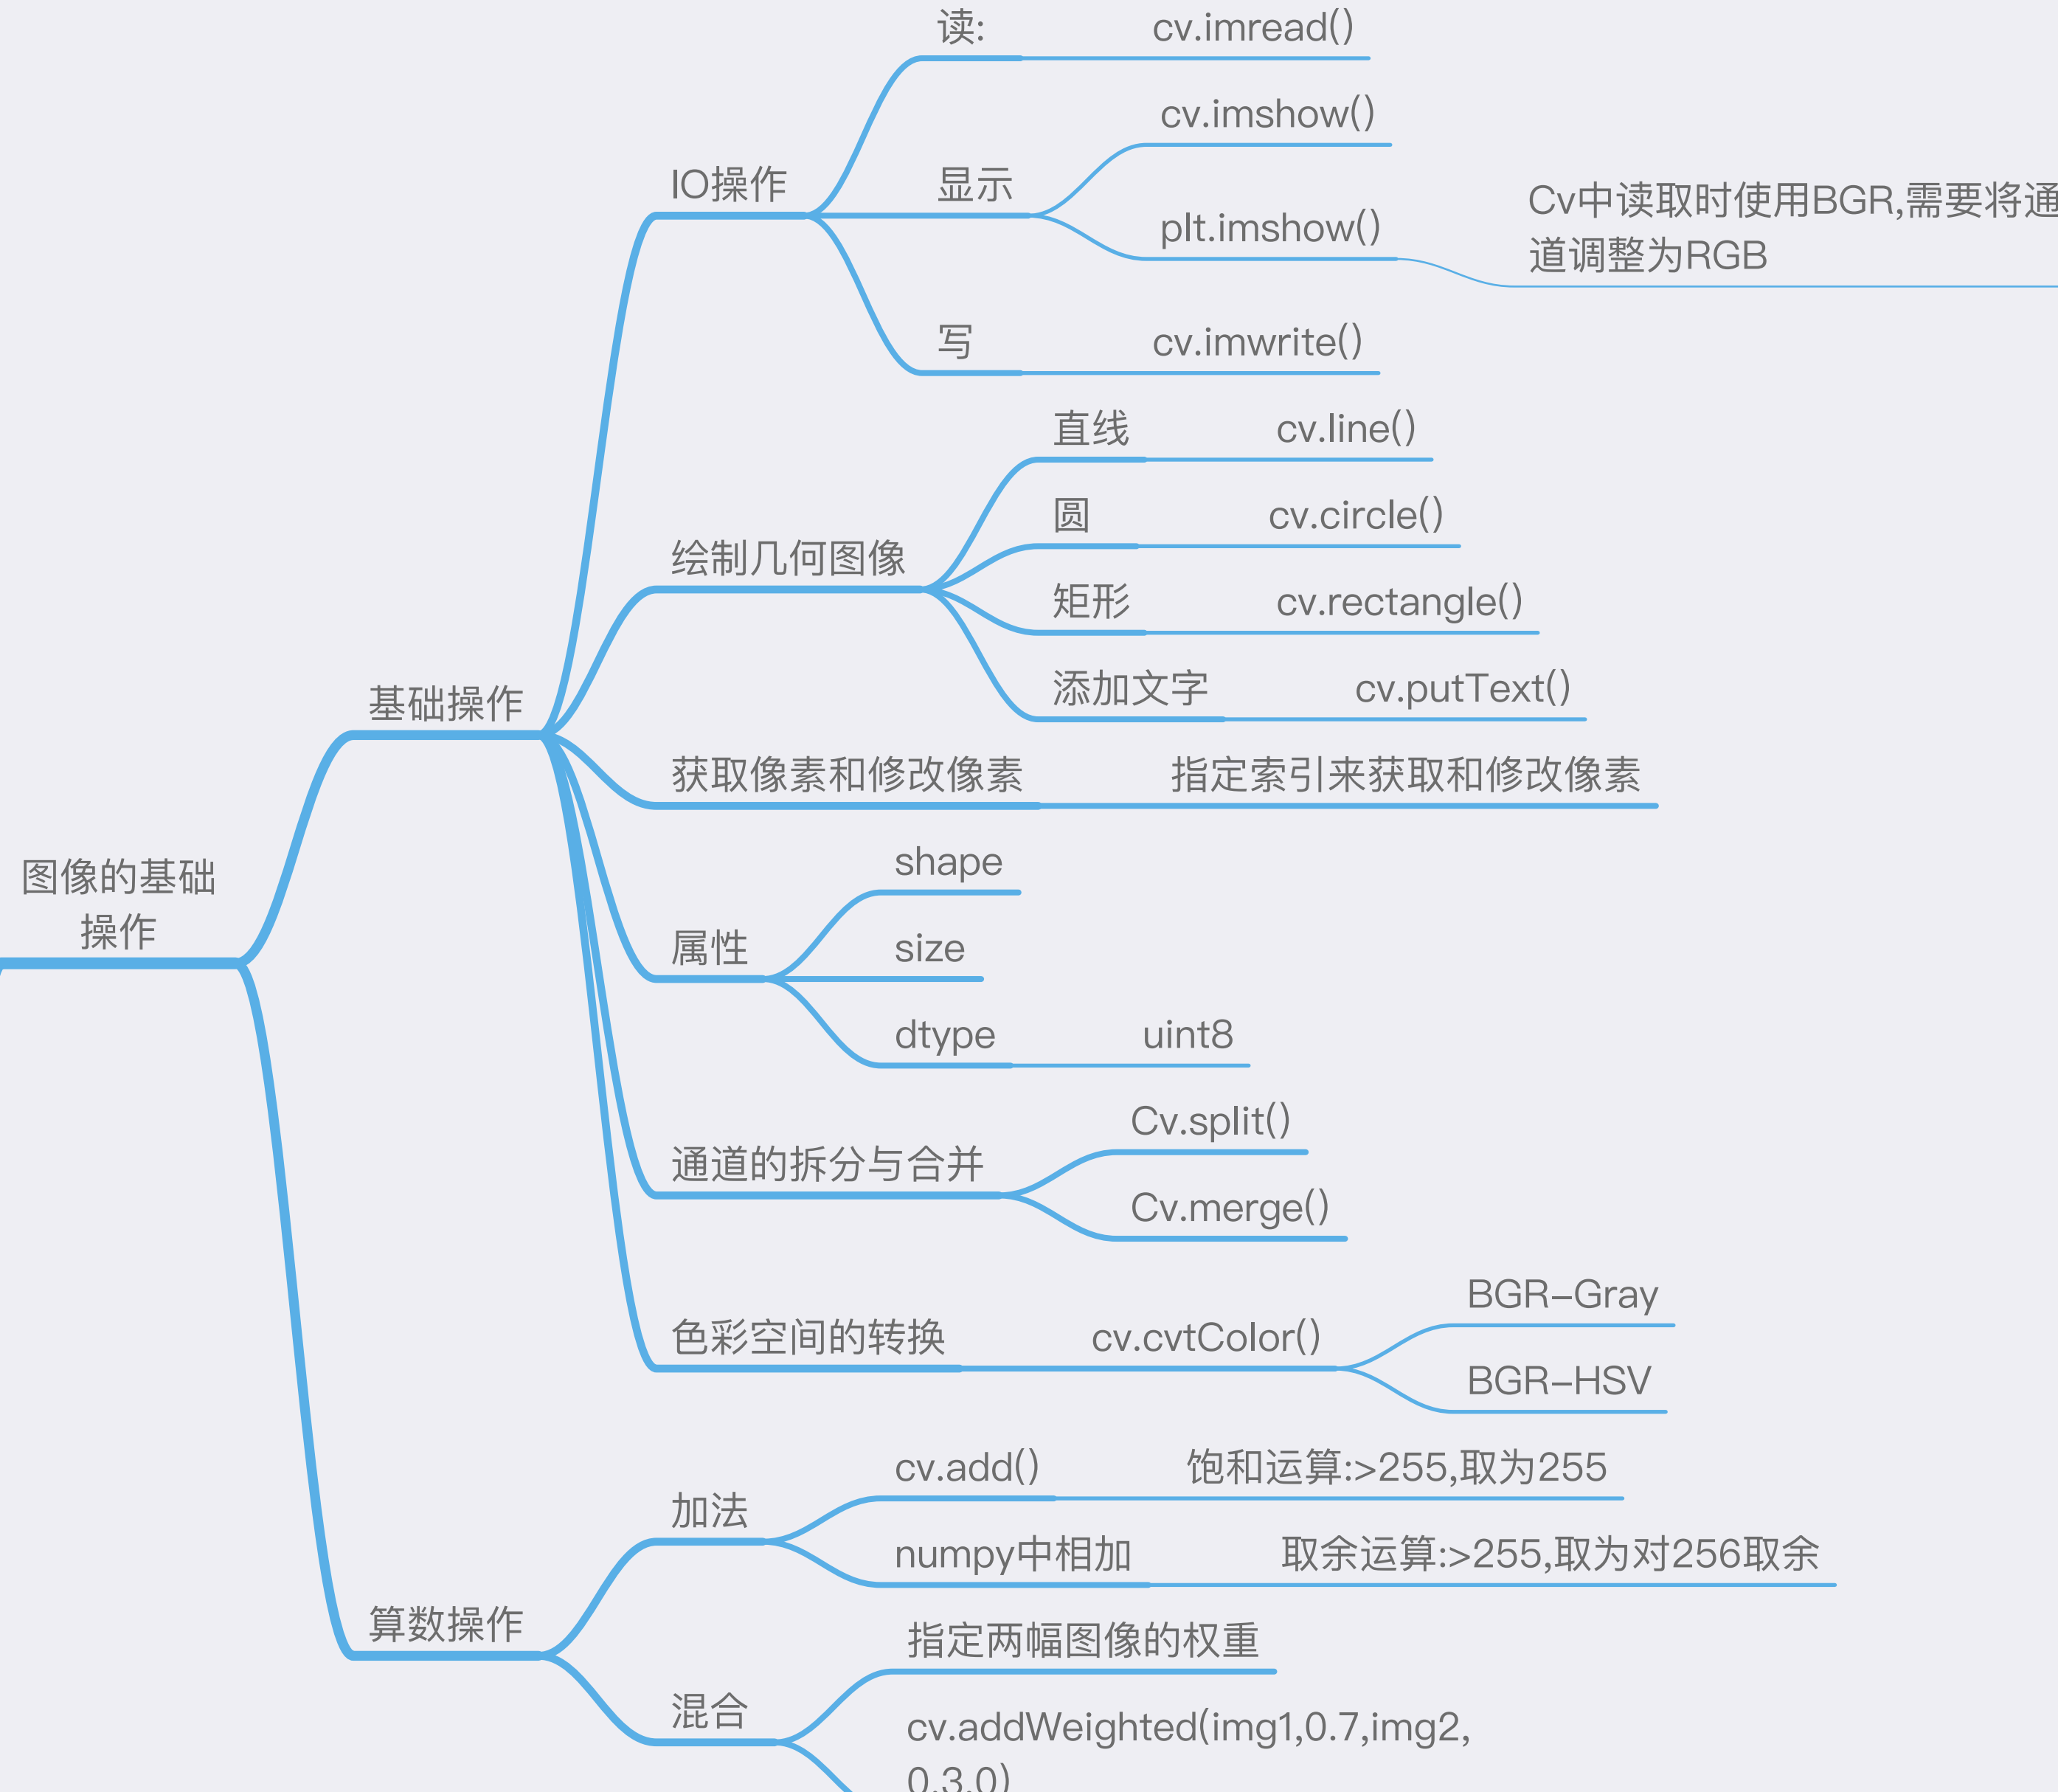 读:
cv.imread()
cv.imshow()
IO操作
显示
Cv中读取时使用BGR,需要将通
道调整为RGB
plt.imshow()
写
cv.imwrite()
直线
cv.line()
圆
cv.circle()
绘制几何图像
矩形
cv.rectangle()
添加文字
cv.putText()
基础操作
获取像素和修改像素
指定索引来获取和修改像素
图像的基础
操作
shape
属性
size
dtype
uint8
Cv.split()
通道的拆分与合并
Cv.merge()
BGR-Gray
色彩空间的转换
cv.cvtColor()
BGR-HSV
cv.add()
饱和运算:>255,取为255
加法
numpy中相加
取余运算:>255,取为对256取余
算数操作
指定两幅图像的权重
混合
cv.addWeighted(img1,0.7,img2,
0.3,0)